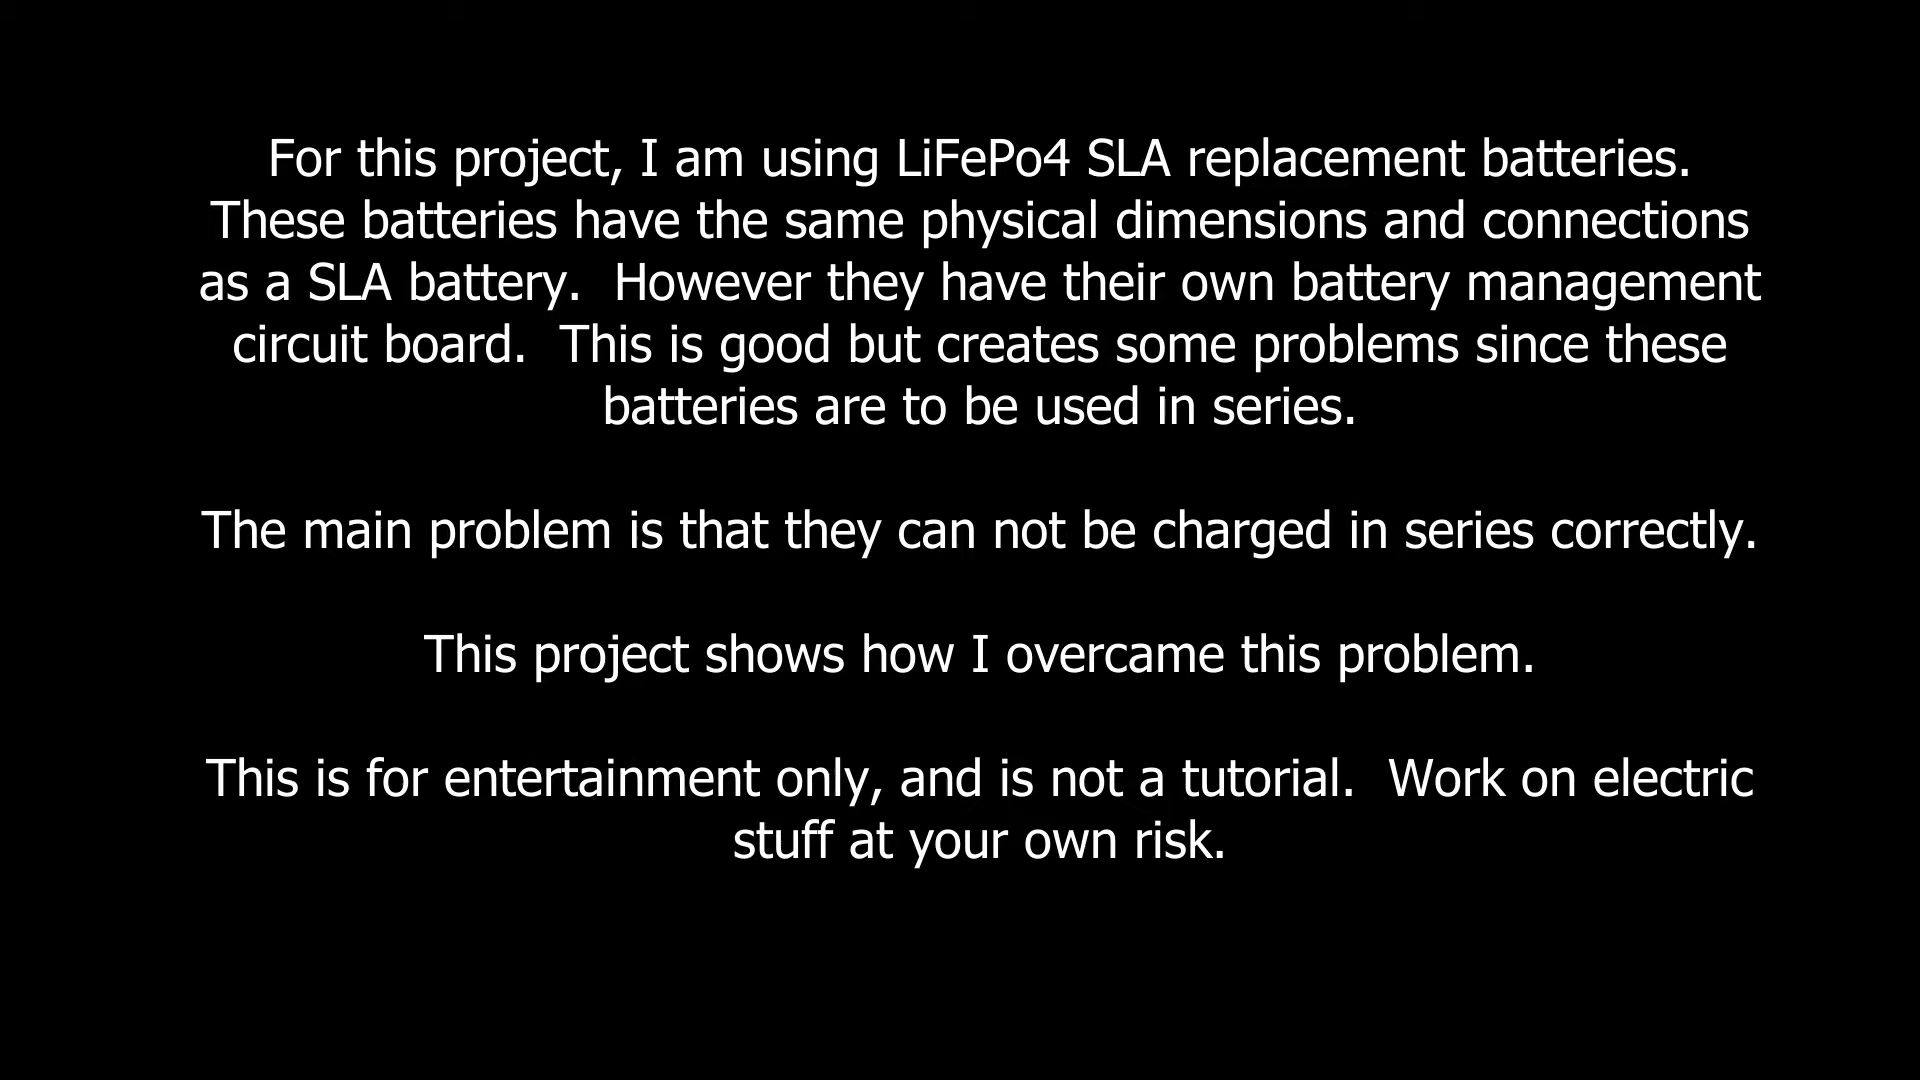 For this project, I am using LiFePo4 SLA replacement batteries.
These batteries have the same physical dimensions and connections
as a SLA battery.  However they have their own battery management
circuit board.  This is good but creates some problems since these
batteries are to be used in series.
The main problem is that they can not be charged in series correctly.
This project shows how I overcame this problem.
This is for entertainment only, and is not a tutorial.  Work on electric
stuff at your own risk.